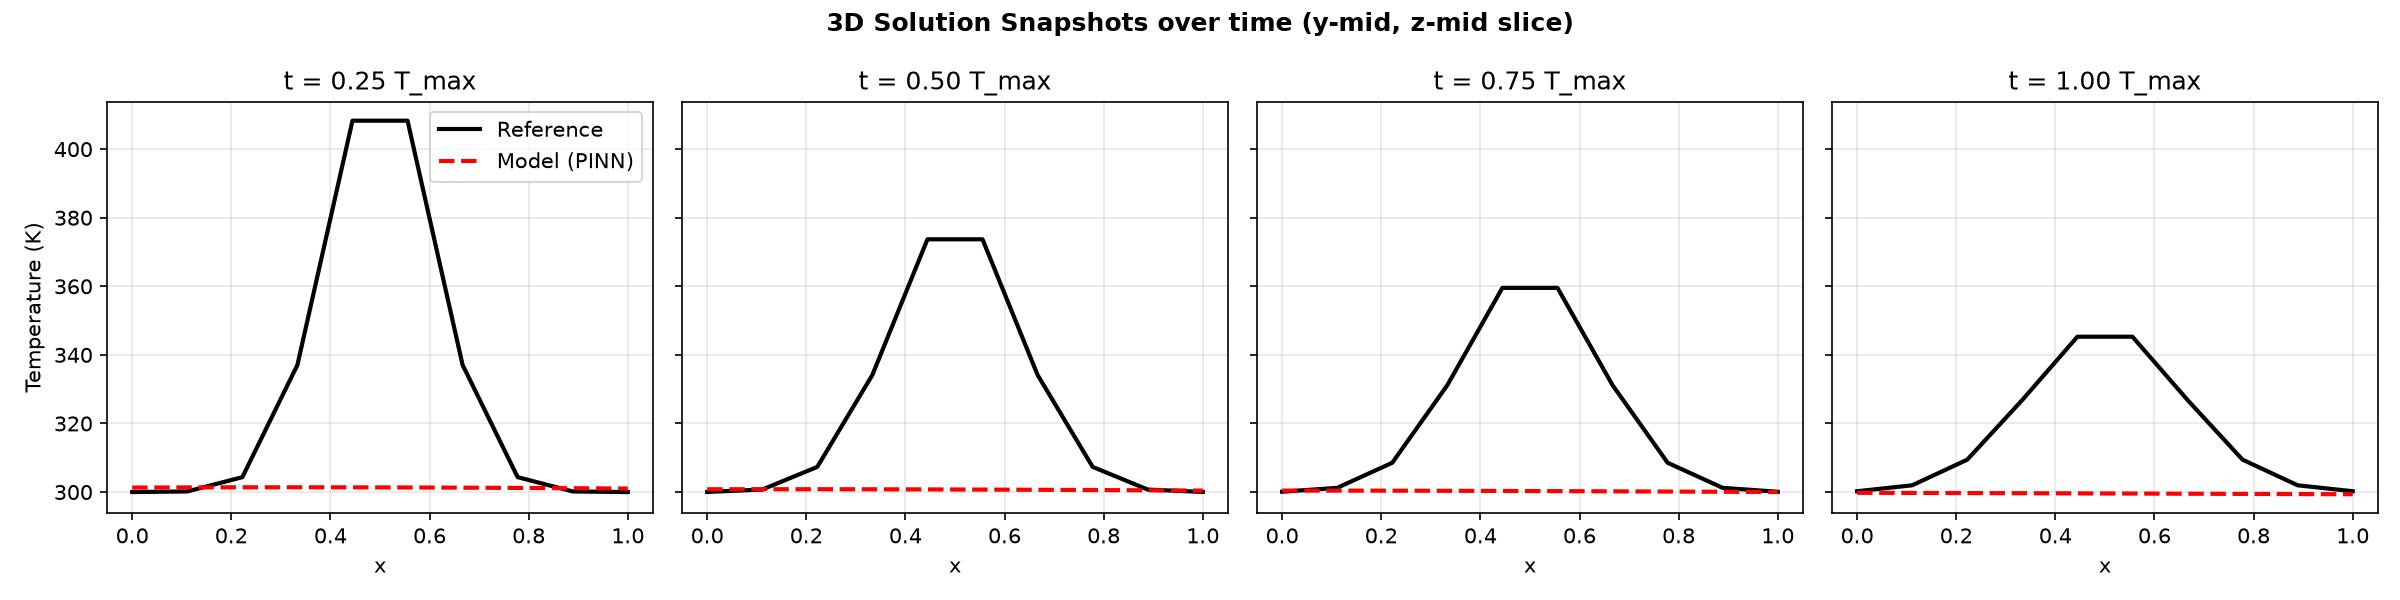 3D Solution Snapshots over time (y-mid, z-mid slice)
t = 0.25 T_max
t = 0.50 T_max
t = 0.75 T_max
t = 1.00 T_max
Reference
Model (PINN)
Temperature (K)
400
380
360
340
320
300
0.0 0.2 0.4 0.6 0.8 1.0
0.0 0.2 0.4 0.6 0.8 1.0
0.0 0.2 0.4 0.6 0.8 1.0
0.0 0.2 0.4 0.6 0.8 1.0
x
x
x
x